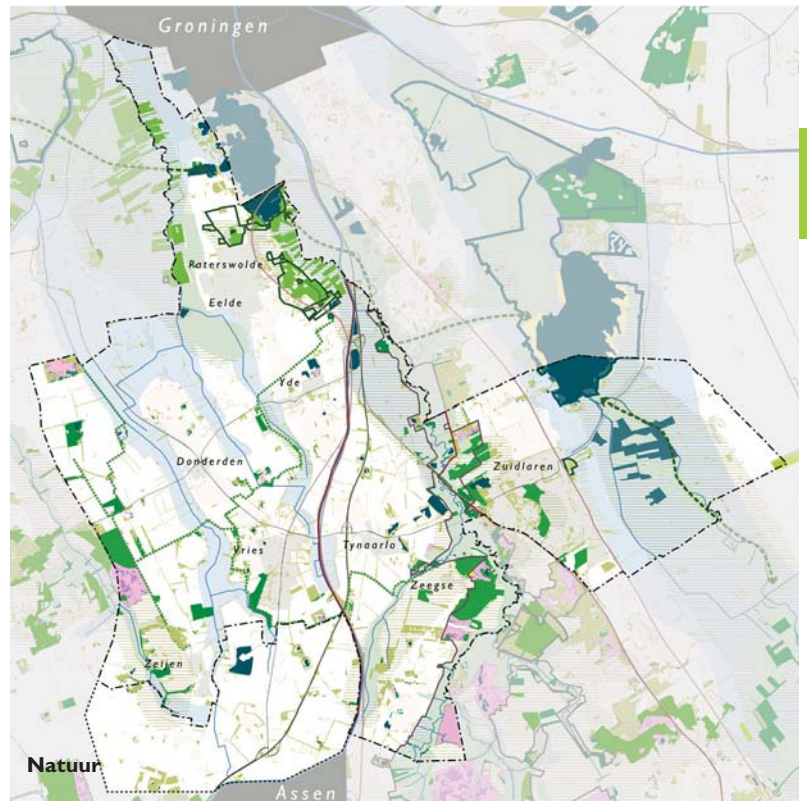 Groningen
Paterswolde
Eelde
Yde
Donderden
Zuidlaren
Vries
Tynaarlo
Zeegse
Zeijen
Natuur
Assen